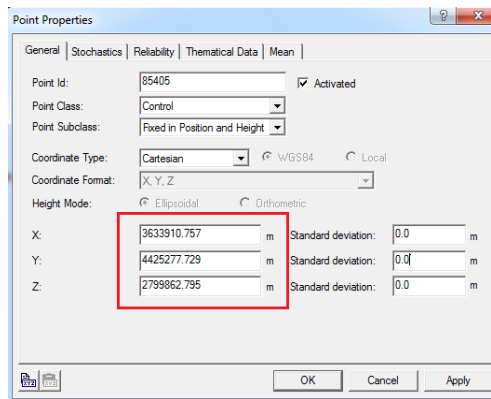 Point Properties
General Stochastics Reliability Thematical Data Mean
Point Id: 85405 Activated
Point Class: Control
Point Subclass: Fixed in Position and Height
Coordinate Type: Cartesian WGS84 Local
Coordinate Format: X, Y, Z
Height Mode: Ellipsoidal Orthometric
X: 3633910.757 m Standard deviation: 0.0 m
Y: 4425277.729 m Standard deviation: 0.0 m
Z: 2799862.795 m Standard deviation: 0.0 m
XYZ XYZ OK Cancel Apply